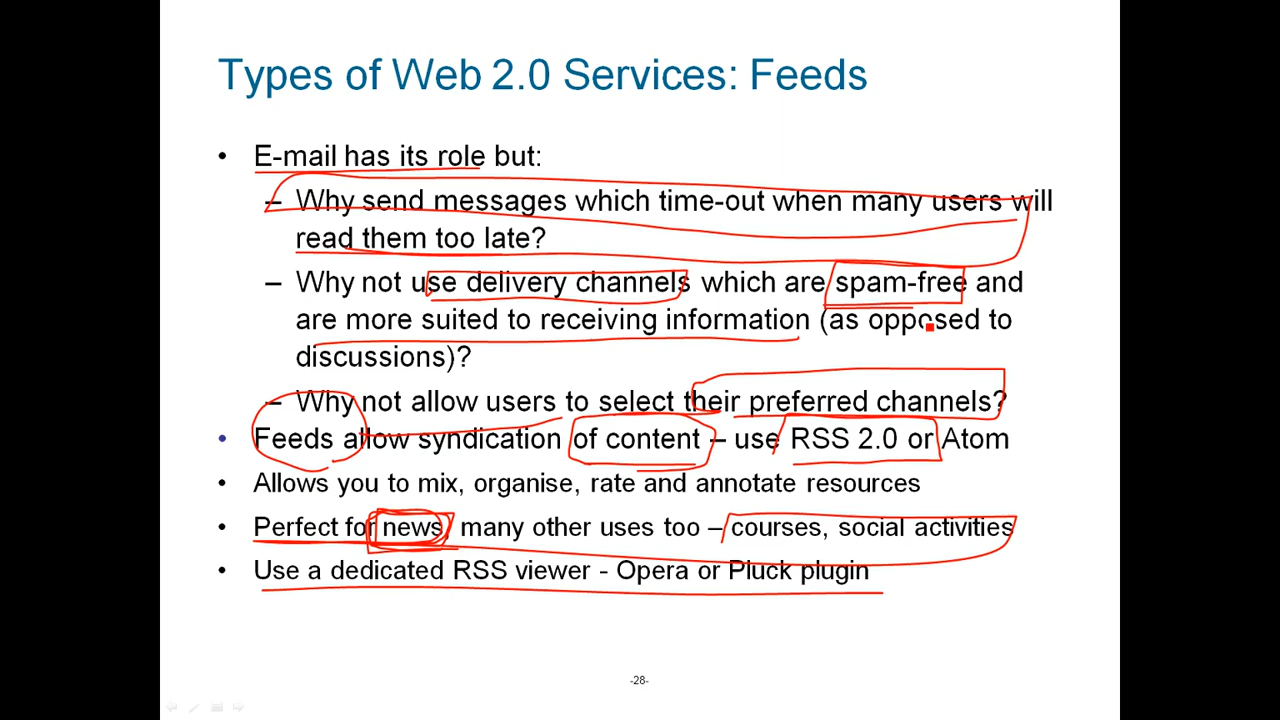 Types of Web 2.0 Services: Feeds
• E-mail has its role but:
– Why send messages which time-out when many users will
read them too late?
– Why not use delivery channels which are spam-free and
are more suited to receiving information (as opposed to
discussions)?
– Why not allow users to select their preferred channels?
• Feeds allow syndication of content – use RSS 2.0 or Atom
• Allows you to mix, organise, rate and annotate resources
• Perfect for news, many other uses too – courses, social activities
• Use a dedicated RSS viewer - Opera or Pluck plugin
-28-